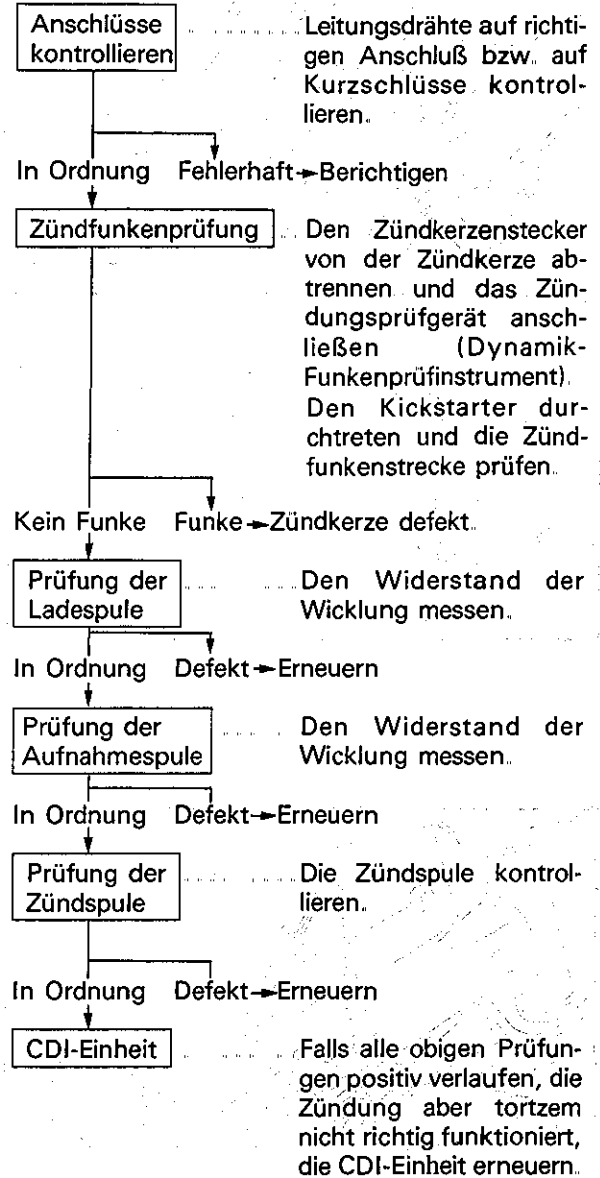 Anschlüsse
kontrollieren
Leitungsdrähte auf richti-
gen Anschluß bzw. auf
Kurzschlüsse kontrol-
lieren.
In Ordnung Fehlerhaft Berichtigen
Zündfunkenprüfung
Den Zündkerzenstecker
von der Zündkerze ab-
trennen und das Zün-
dungsprüfgerät ansch-
ließen (Dynamik-
Funkenprüfinstrument).
Den Kickstarter dur-
chtreten und die Zünd-
funkenstrecke prüfen.
Kein Funke Funke Zündkerze defekt.
Prüfung der
Ladespule
Den Widerstand der
Wicklung messen.
In Ordnung Defekt Erneuern
Prüfung der
Aufnahmespule
Den Widerstand der
Wicklung messen.
In Ordnung Defekt Erneuern
Prüfung der
Zündspule
Die Zündspule kontrol-
lieren.
In Ordnung Defekt Erneuern
CDI-Einheit
Falls alle obigen Prüfun-
gen positiv verlaufen, die
Zündung aber tortzem
nicht richtig funktioniert,
die CDI-Einheit erneuern.